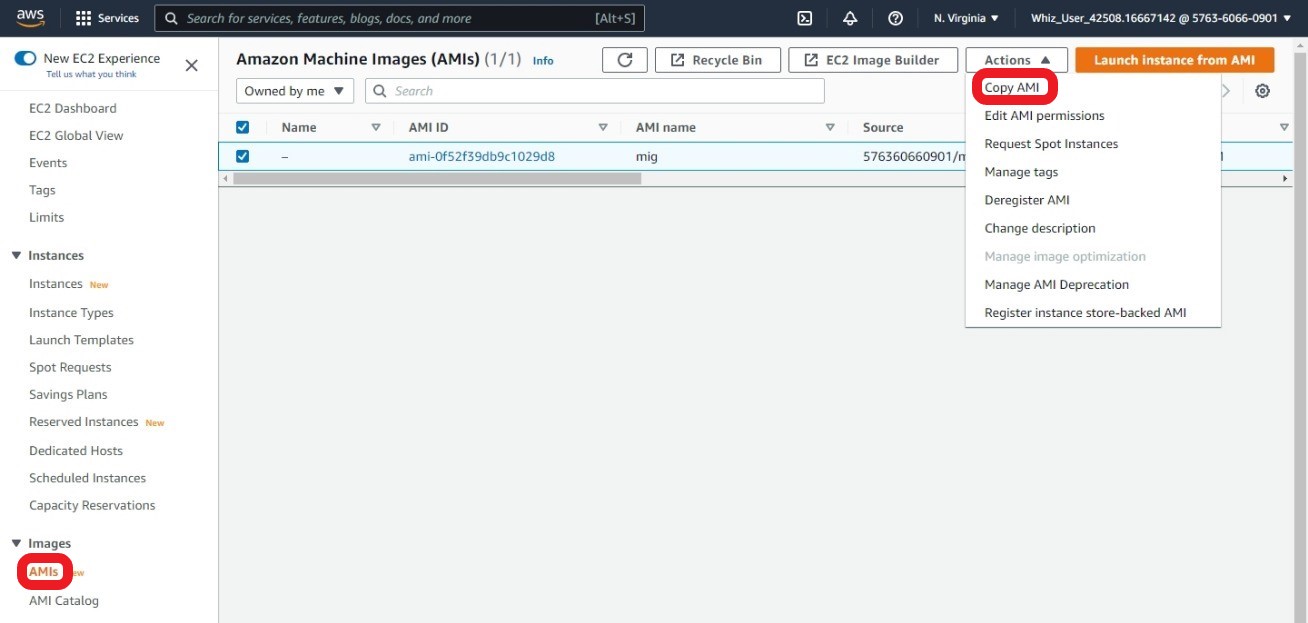 aws Services Search for services, features, blogs, docs, and more [Alt+S] N. Virginia Whiz_User_42508.16667142 @ 5763-6066-0901
New EC2 Experience
Tell us what you think
EC2 Dashboard
EC2 Global View
Events
Tags
Limits
Instances
Instances New
Instance Types
Launch Templates
Spot Requests
Savings Plans
Reserved Instances New
Dedicated Hosts
Scheduled Instances
Capacity Reservations
Images
AMIs
AMI Catalog
Amazon Machine Images (AMIs) (1/1) Info Recycle Bin EC2 Image Builder Actions Launch instance from AMI
Owned by me Search
Name AMI ID AMI name Source
– ami-0f52f39db9c1029d8 mig 576360660901/m
Copy AMI
Edit AMI permissions
Request Spot Instances
Manage tags
Deregister AMI
Change description
Manage image optimization
Manage AMI Deprecation
Register instance store-backed AMI